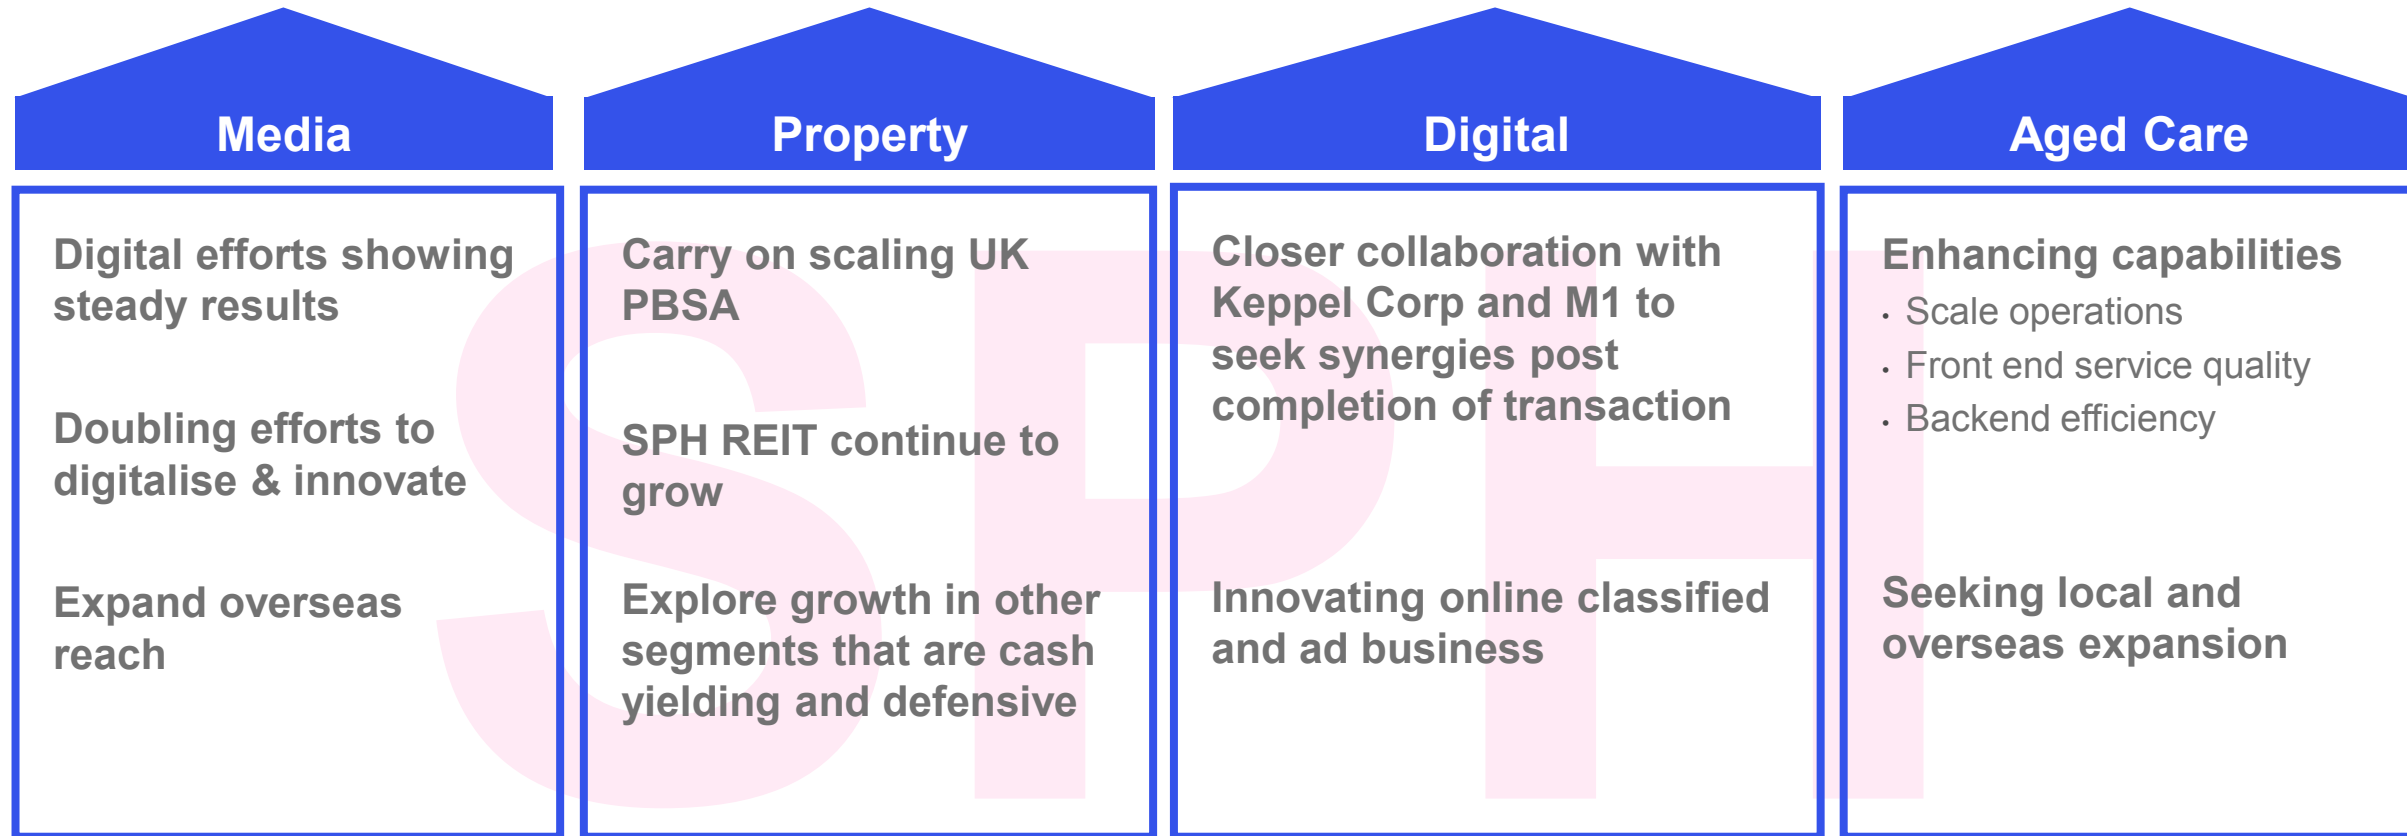 Media
Digital efforts showing
steady results
Doubling efforts to
digitalise & innovate
Expand overseas
reach
Property
Carry on scaling UK
PBSA
SPH REIT continue to
grow
Explore growth in other
segments that are cash
yielding and defensive
Digital
Closer collaboration with
Keppel Corp and M1 to
seek synergies post
completion of transaction
Innovating online classified
and ad business
Aged Care
Enhancing capabilities
• Scale operations
• Front end service quality
• Backend efficiency
Seeking local and
overseas expansion
SPH